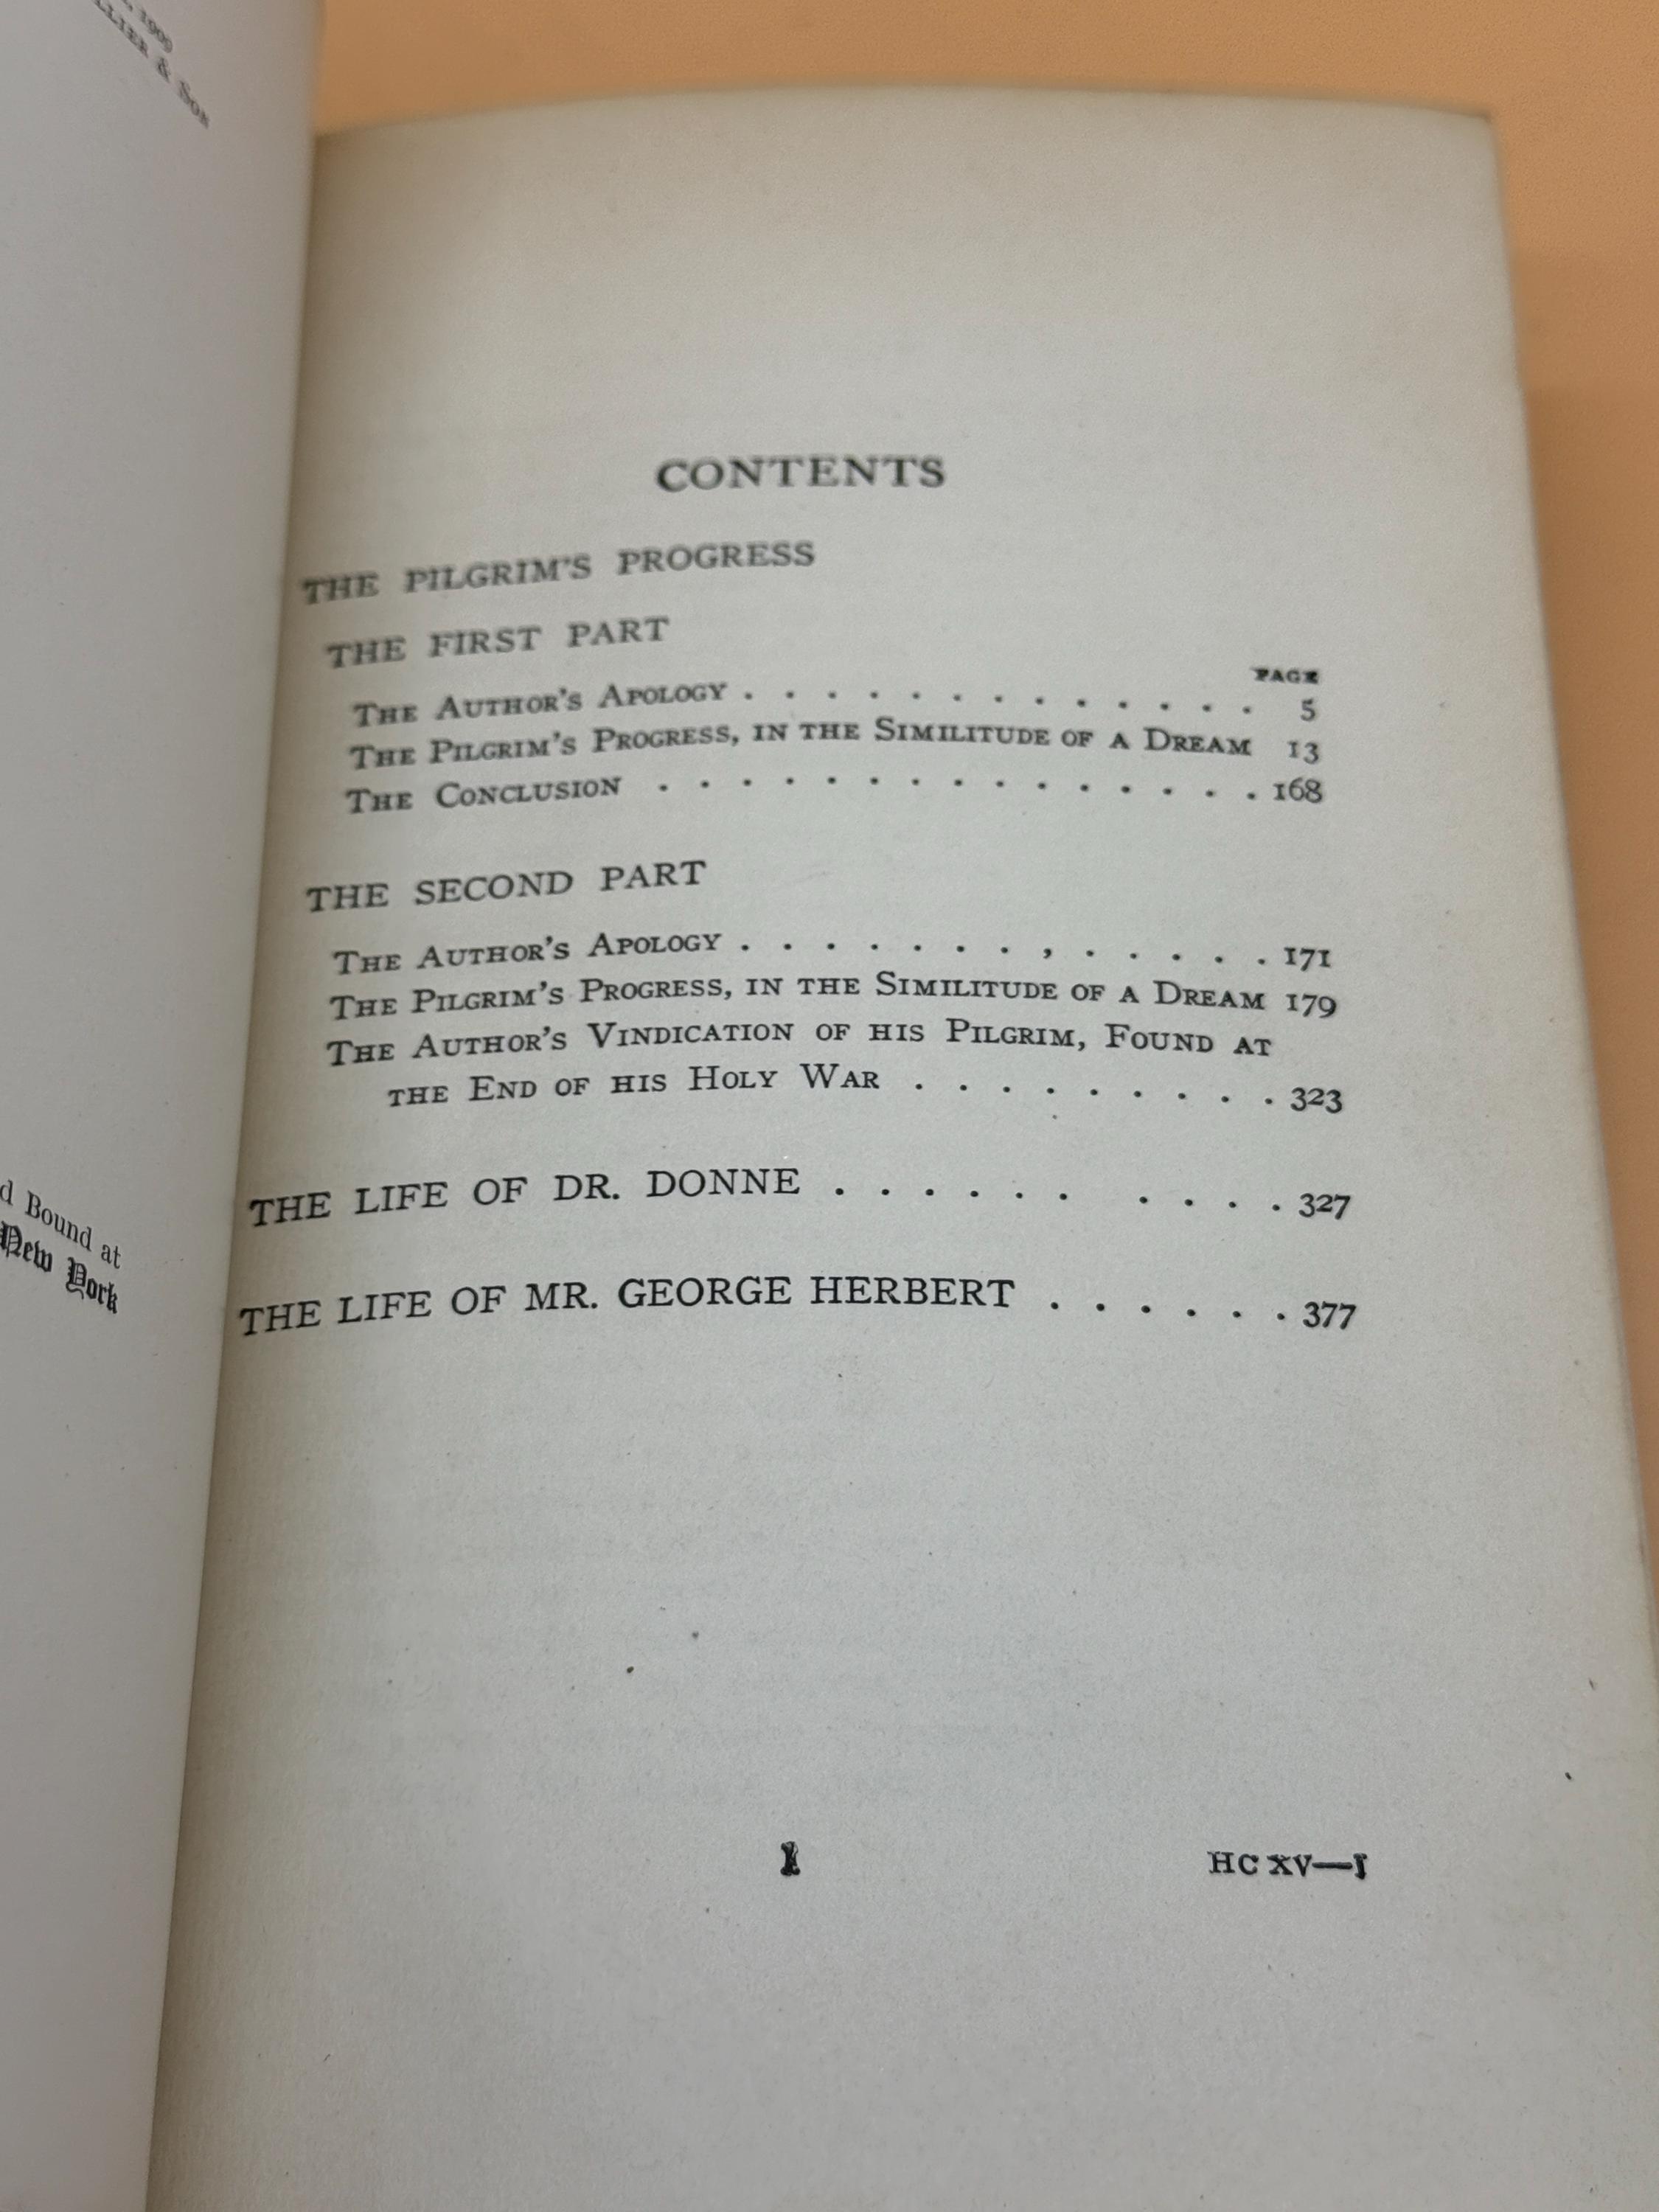 1909
& Son
d Bound at
New York
CONTENTS
THE PILGRIM'S PROGRESS
THE FIRST PART
PAGE
THE AUTHOR'S APOLOGY . . . . . . . . . . . . . 5
THE PILGRIM'S PROGRESS, IN THE SIMILITUDE OF A DREAM 13
THE CONCLUSION . . . . . . . . . . . . . . . 168
THE SECOND PART
THE AUTHOR'S APOLOGY . . . . . . . , . . . . . 171
THE PILGRIM'S PROGRESS, IN THE SIMILITUDE OF A DREAM 179
THE AUTHOR'S VINDICATION OF HIS PILGRIM, FOUND AT
THE END OF HIS HOLY WAR . . . . . . . . . 323
THE LIFE OF DR. DONNE . . . . . . . . . . 327
THE LIFE OF MR. GEORGE HERBERT . . . . . . 377
1
HC XV—I